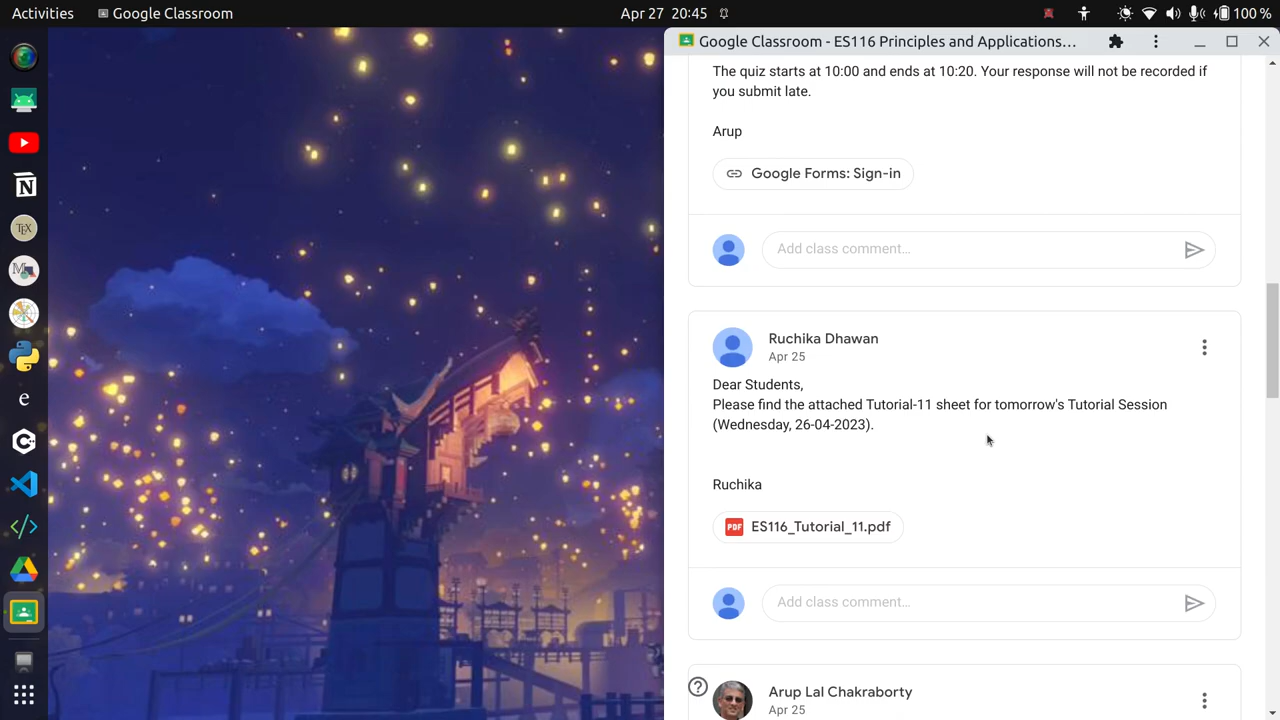 Activities Google Classroom Apr 27 20:45 100 %
Google Classroom - ES116 Principles and Applications…
The quiz starts at 10:00 and ends at 10:20. Your response will not be recorded if
you submit late.
Arup
Google Forms: Sign-in
Add class comment…
Ruchika Dhawan
Apr 25
Dear Students,
Please find the attached Tutorial-11 sheet for tomorrow's Tutorial Session
(Wednesday, 26-04-2023).
Ruchika
PDF ES116_Tutorial_11.pdf
Add class comment…
Arup Lal Chakraborty
Apr 25